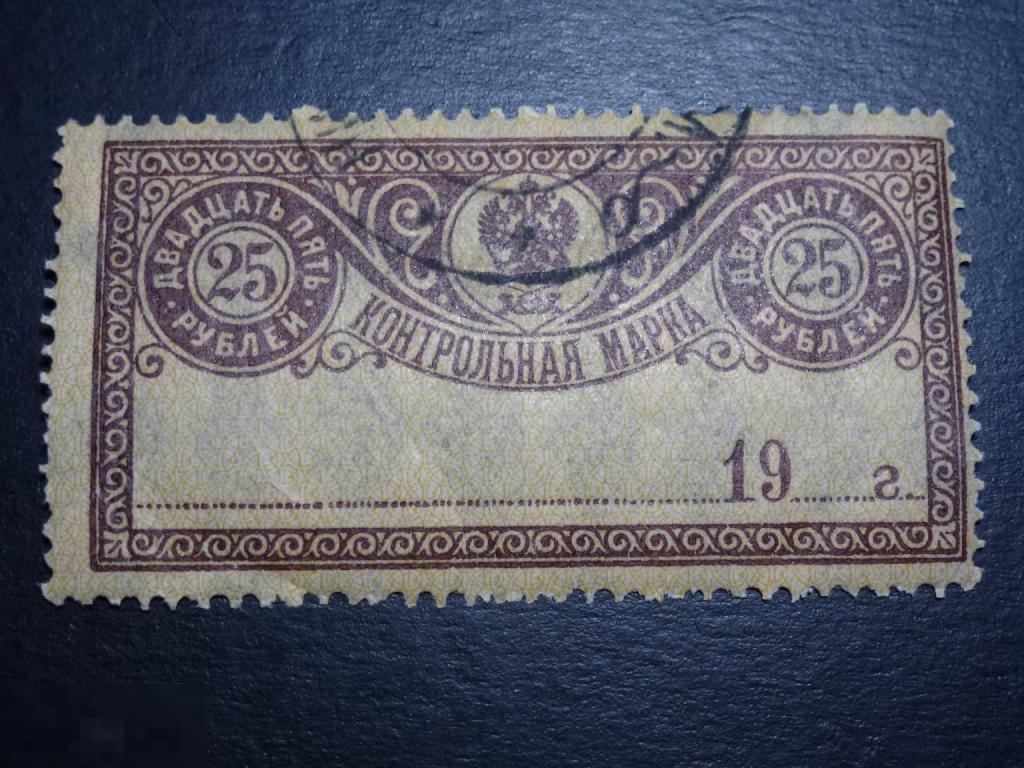 ДВАДЦАТЬ ПЯТЬ
25
РУБЛЕЙ
КОНТРОЛЬНАЯ МАРКА
ДВАДЦАТЬ ПЯТЬ
25
РУБЛЕЙ
19 г.